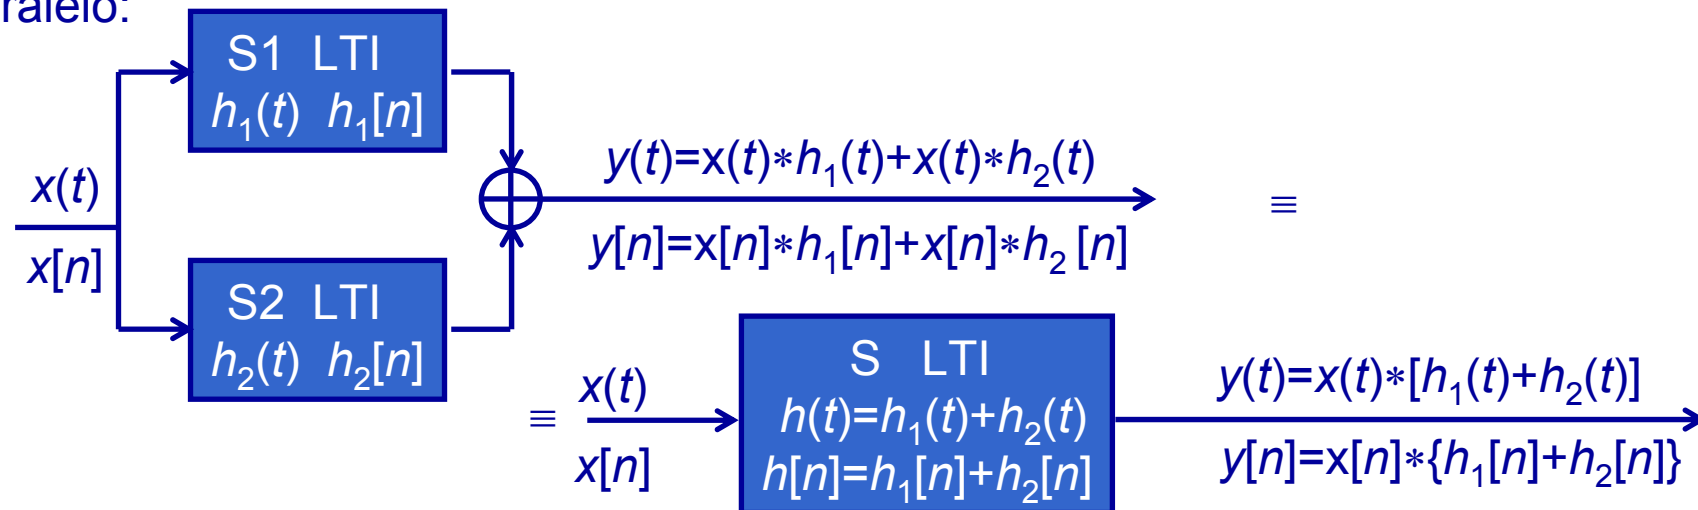 ralelo:
S1 LTI
h₁(t) h₁[n]
x(t)
x[n]
S2 LTI
h₂(t) h₂[n]
y(t)=x(t)*h₁(t)+x(t)*h₂(t)
y[n]=x[n]*h₁[n]+x[n]*h₂ [n]
≡
≡
x(t)
x[n]
S LTI
h(t)=h₁(t)+h₂(t)
h[n]=h₁[n]+h₂[n]
y(t)=x(t)*[h₁(t)+h₂(t)]
y[n]=x[n]*{h₁[n]+h₂[n]}